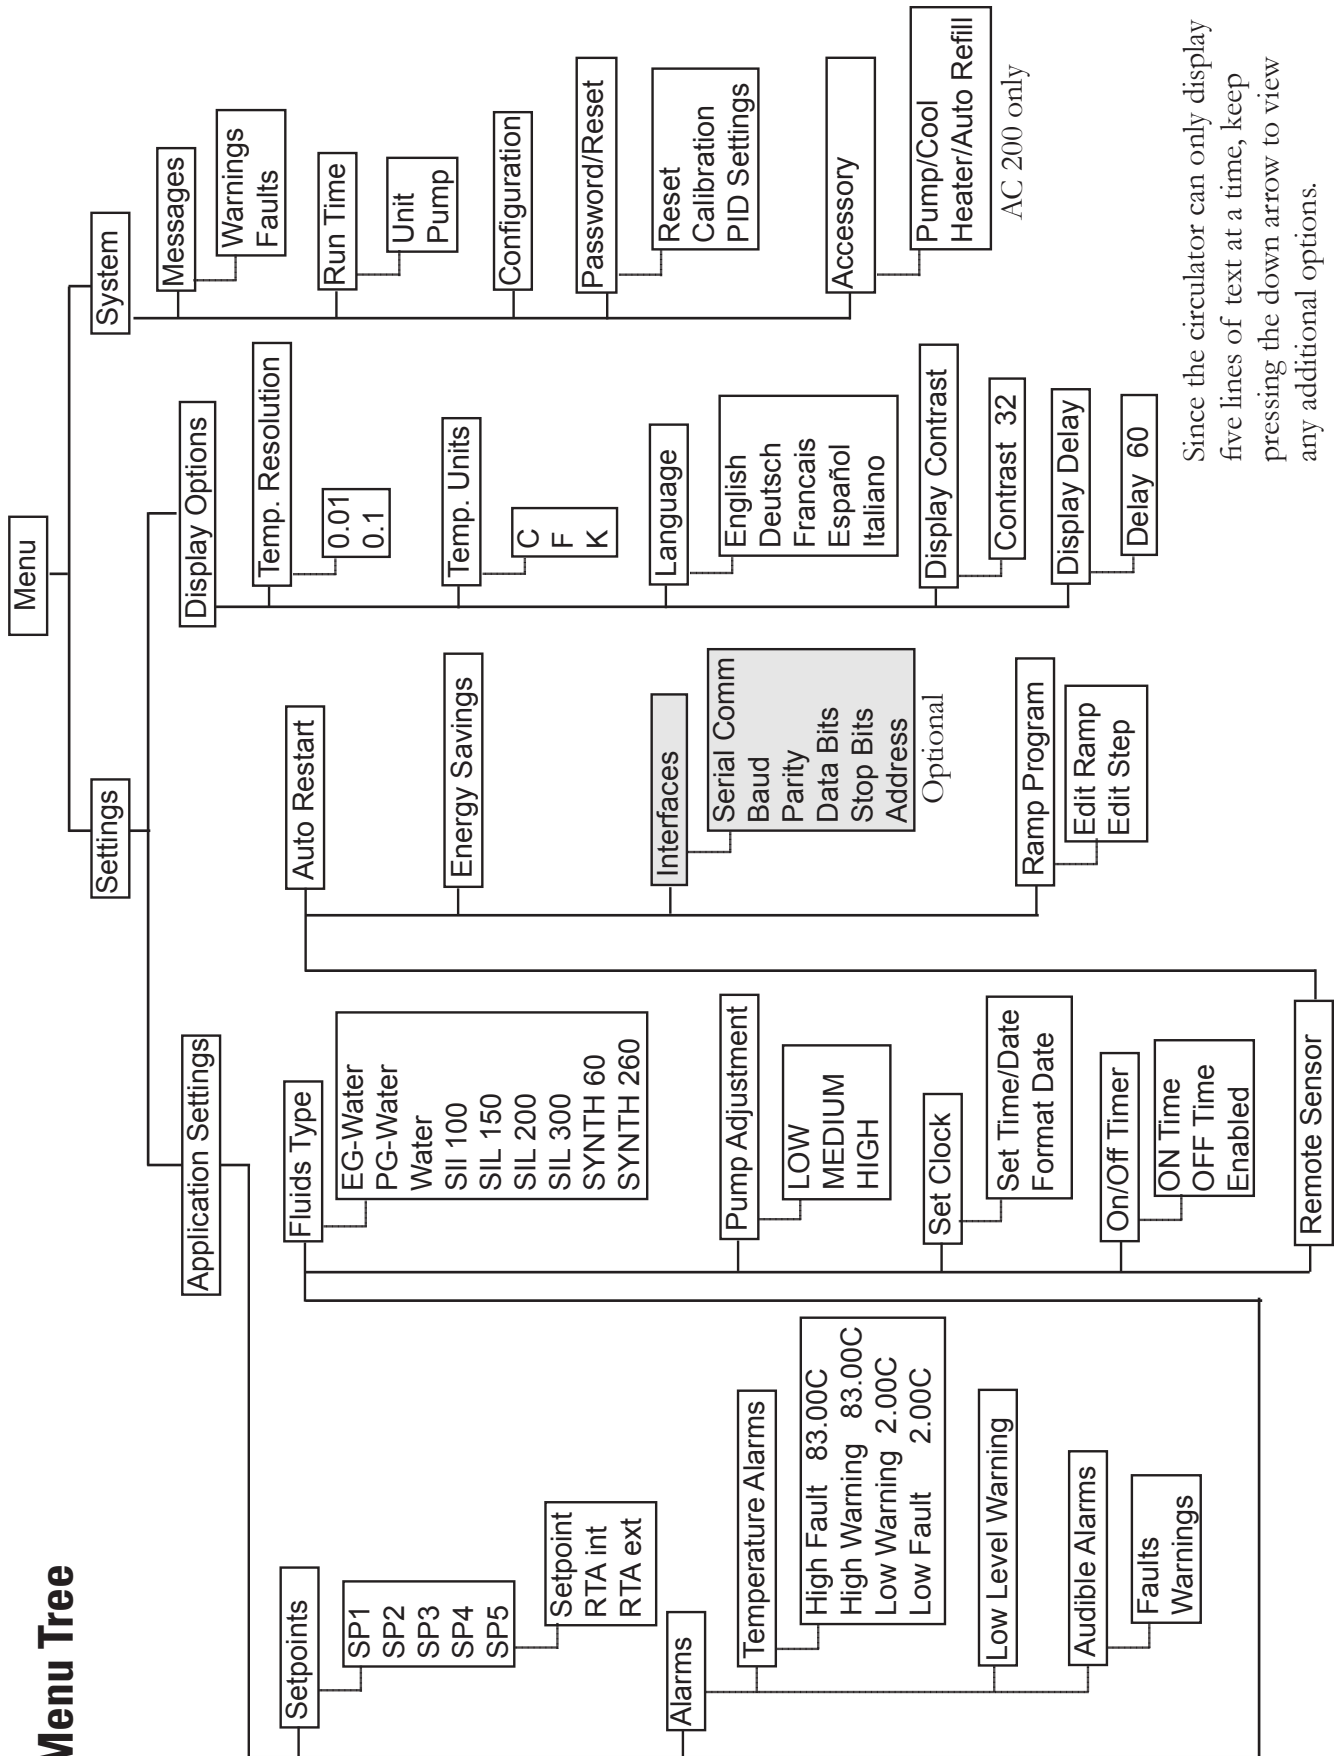 Menu Tree
Menu
Settings
System
Application Settings
Display Options
Setpoints
SP1
SP2
SP3
SP4
SP5
Setpoint
RTA int
RTA ext
Alarms
Temperature Alarms
High Fault 83.00C
High Warning 83.00C
Low Warning 2.00C
Low Fault 2.00C
Low Level Warning
Audible Alarms
Faults
Warnings
Fluids Type
EG-Water
PG-Water
Water
SIl 100
SIL 150
SIL 200
SIL 300
SYNTH 60
SYNTH 260
Pump Adjustment
LOW
MEDIUM
HIGH
Set Clock
Set Time/Date
Format Date
On/Off Timer
ON Time
OFF Time
Enabled
Remote Sensor
Auto Restart
Energy Savings
Interfaces
Serial Comm
Baud
Parity
Data Bits
Stop Bits
Address
Optional
Ramp Program
Edit Ramp
Edit Step
Temp. Resolution
0.01
0.1
Temp. Units
C
F
K
Language
English
Deutsch
Francais
Español
Italiano
Display Contrast
Contrast 32
Display Delay
Delay 60
Messages
Warnings
Faults
Run Time
Unit
Pump
Configuration
Password/Reset
Reset
Calibration
PID Settings
Accessory
Pump/Cool
Heater/Auto Refill
AC 200 only
Since the circulator can only display
five lines of text at a time, keep
pressing the down arrow to view
any additional options.